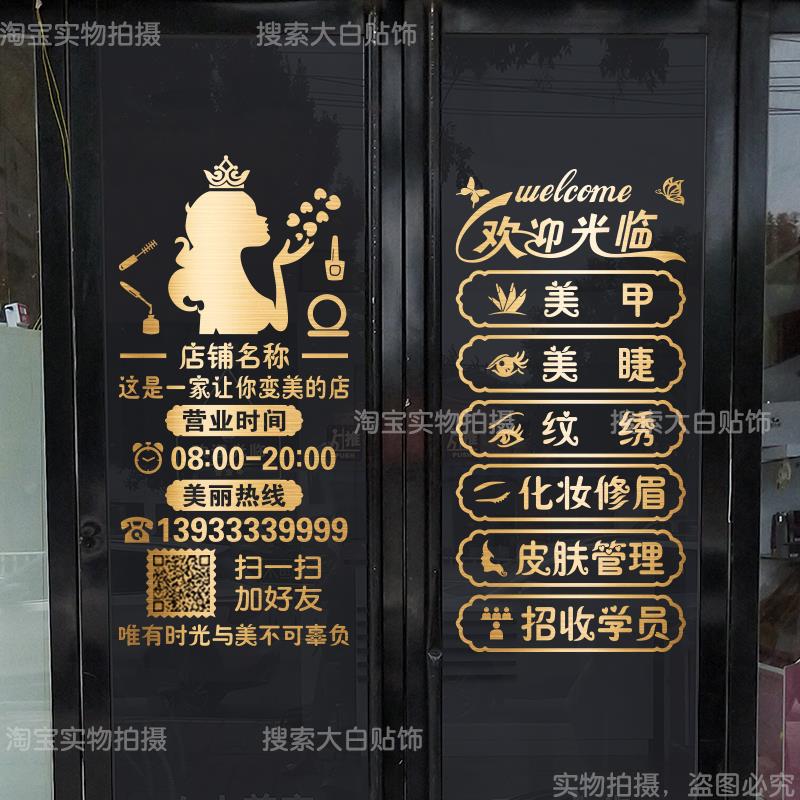 淘宝实物拍摄 搜索大白贴饰
店铺名称
这是一家让你变美的店
营业时间
08:00-20:00
美丽热线
13933339999
扫一扫
加好友
唯有时光与美不可辜负
welcome
欢迎光临
美 甲
美 睫
纹 绣
化妆修眉
皮肤管理
招收学员
淘宝实物拍摄 搜索大白贴饰
推
PUSH
推
PUSH
淘宝实物拍摄 搜索大白贴饰
实物拍摄，盗图必究